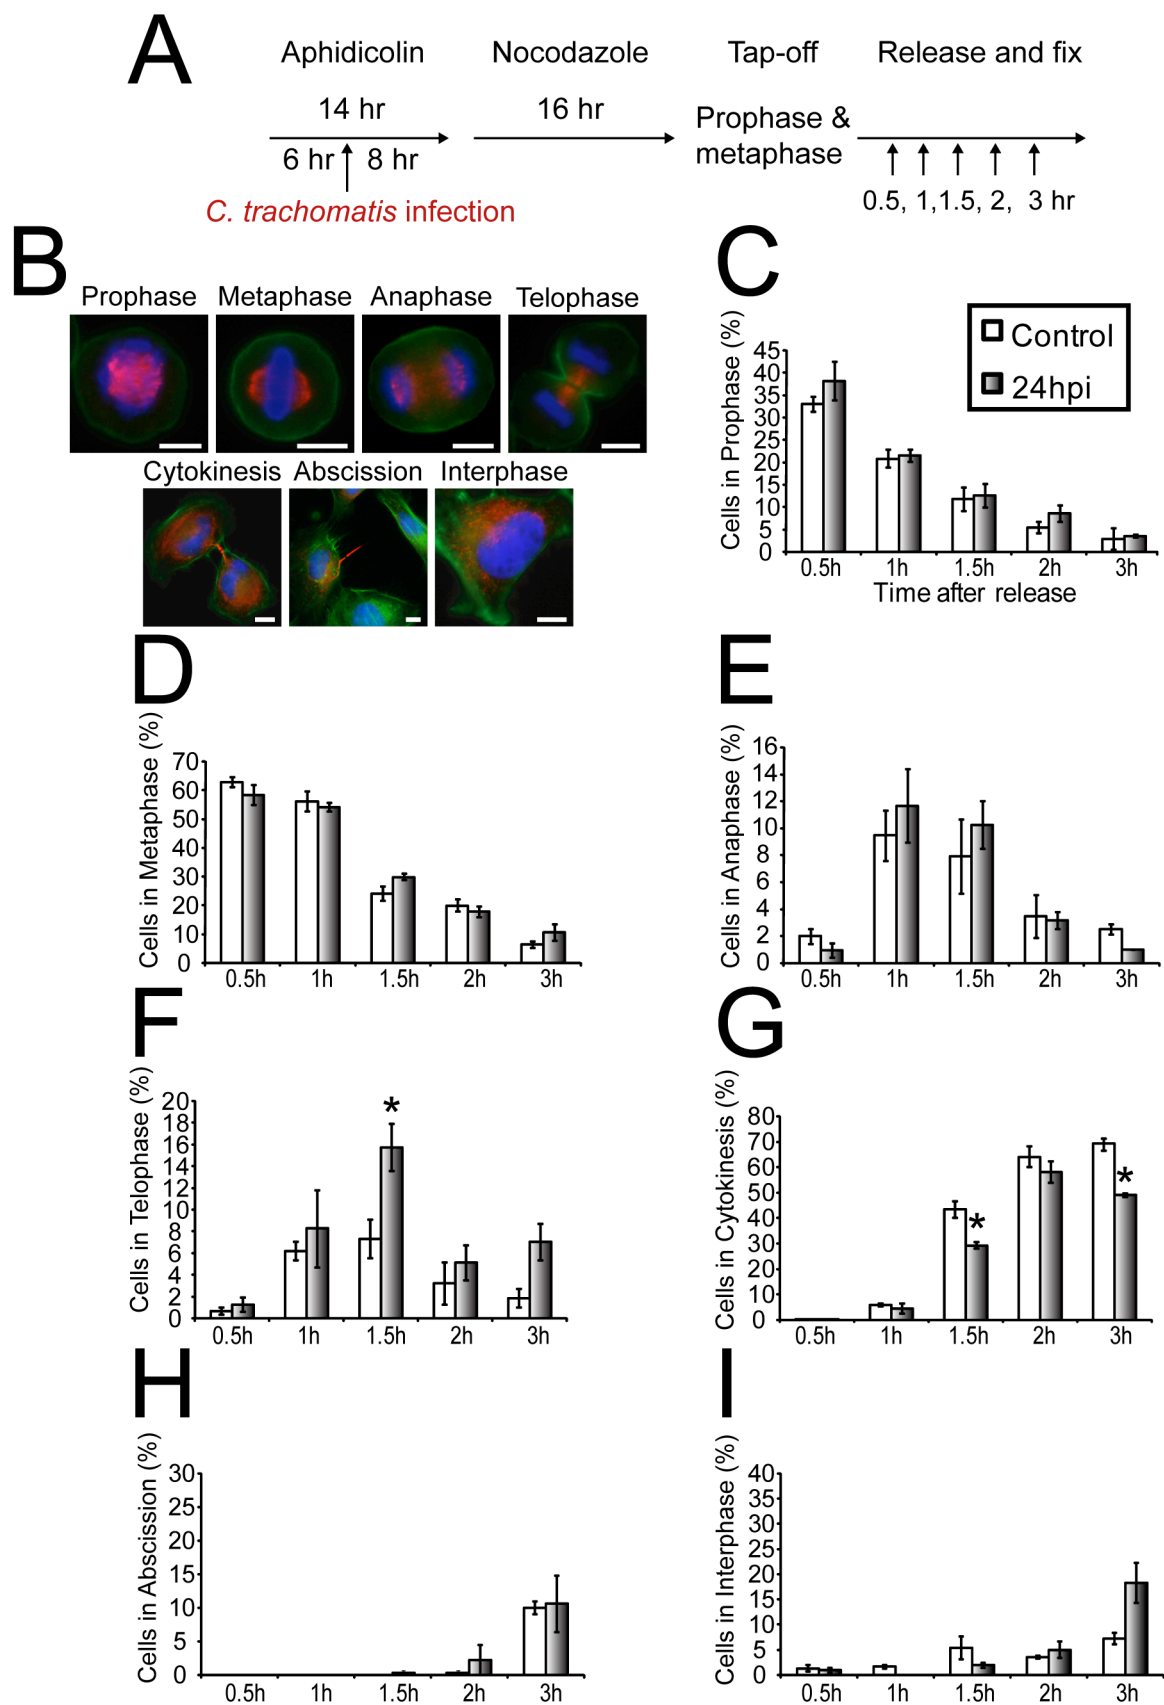 A
Aphidicolin Nocodazole Tap-off Release and fix
14 hr 16 hr Prophase & metaphase
6 hr 8 hr
0.5, 1,1.5, 2, 3 hr
C. trachomatis infection
B
Prophase Metaphase Anaphase Telophase
Cytokinesis Abscission Interphase
C
Control
24hpi
Cells in Prophase (%)
45
40
35
30
25
20
15
10
5
0
0.5h 1h 1.5h 2h 3h
Time after release
D
Cells in Metaphase (%)
70
60
50
40
30
20
10
0
0.5h 1h 1.5h 2h 3h
E
Cells in Anaphase (%)
16
14
12
10
8
6
4
2
0
0.5h 1h 1.5h 2h 3h
F
Cells in Telophase (%)
20
18
16
14
12
10
8
6
4
2
0
*
0.5h 1h 1.5h 2h 3h
G
Cells in Cytokinesis (%)
80
70
60
50
40
30
20
10
0
*
*
0.5h 1h 1.5h 2h 3h
H
Cells in Abscission (%)
30
25
20
15
10
5
0
0.5h 1h 1.5h 2h 3h
I
Cells in Interphase (%)
40
35
30
25
20
15
10
5
0
0.5h 1h 1.5h 2h 3h